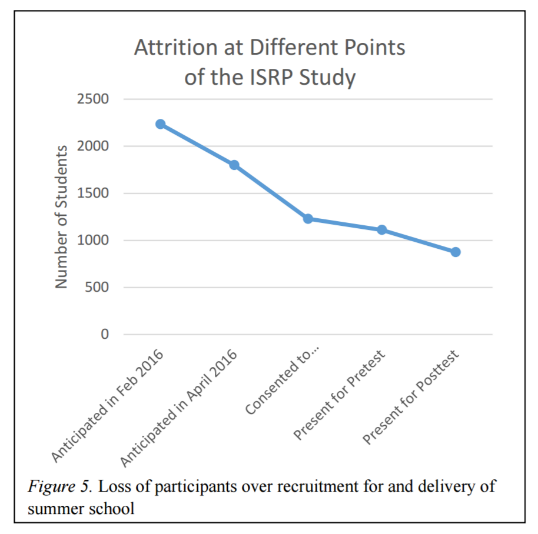 Attrition at Different Points
of the ISRP Study
2500
2000
1500
1000
500
0
Number of Students
Anticipated in Feb 2016
Anticipated in April 2016
Consented to...
Present for Pretest
Present for Posttest
Figure 5. Loss of participants over recruitment for and delivery of
summer school